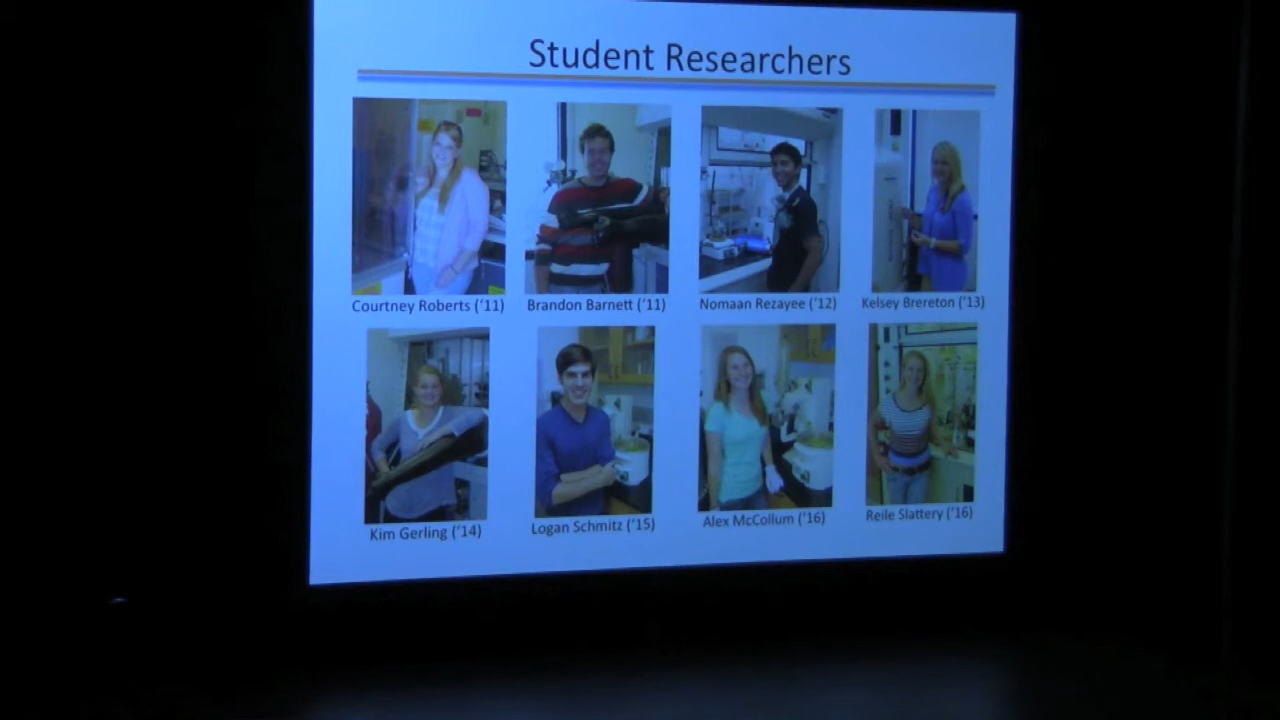 Student Researchers
Courtney Roberts ('11)
Brandon Barnett ('11)
Nomaan Rezayee ('12)
Kelsey Brereton ('13)
Kim Gerling ('14)
Logan Schmitz ('15)
Alex McCollum ('16)
Reile Slattery ('16)